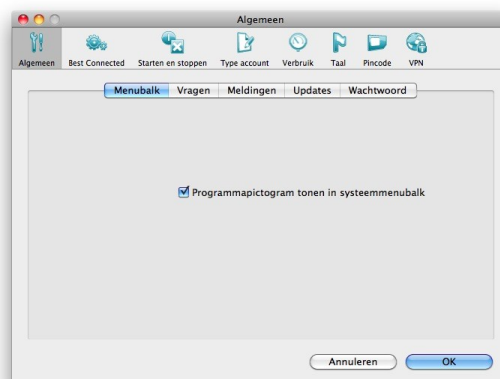 Algemeen
Algemeen Best Connected Starten en stoppen Type account Verbruik Taal Pincode VPN
Menubalk Vragen Meldingen Updates Wachtwoord
Programmapictogram tonen in systeemmenubalk
Annuleren OK